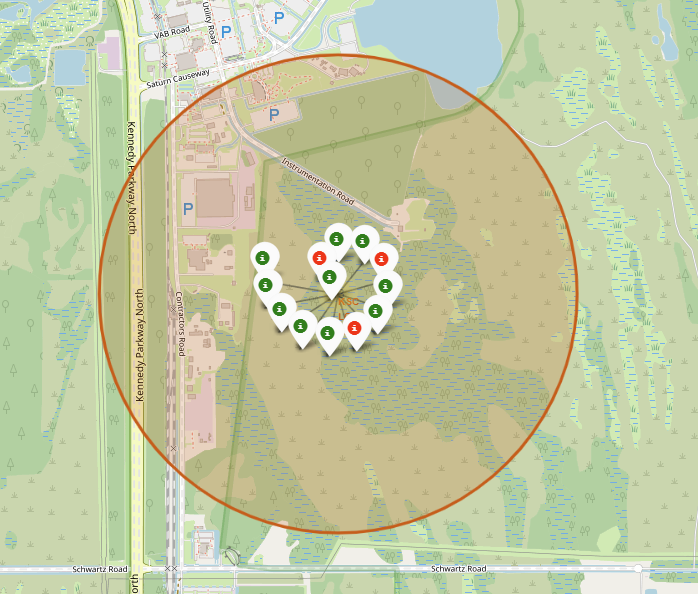 Utility Road
P
P
VAB Road
Saturn Causeway
P
Kennedy Parkway North
Instrumentation Road
P
Kennedy Parkway North
Contractors Road
Schwartz Road
Schwartz Road
orth